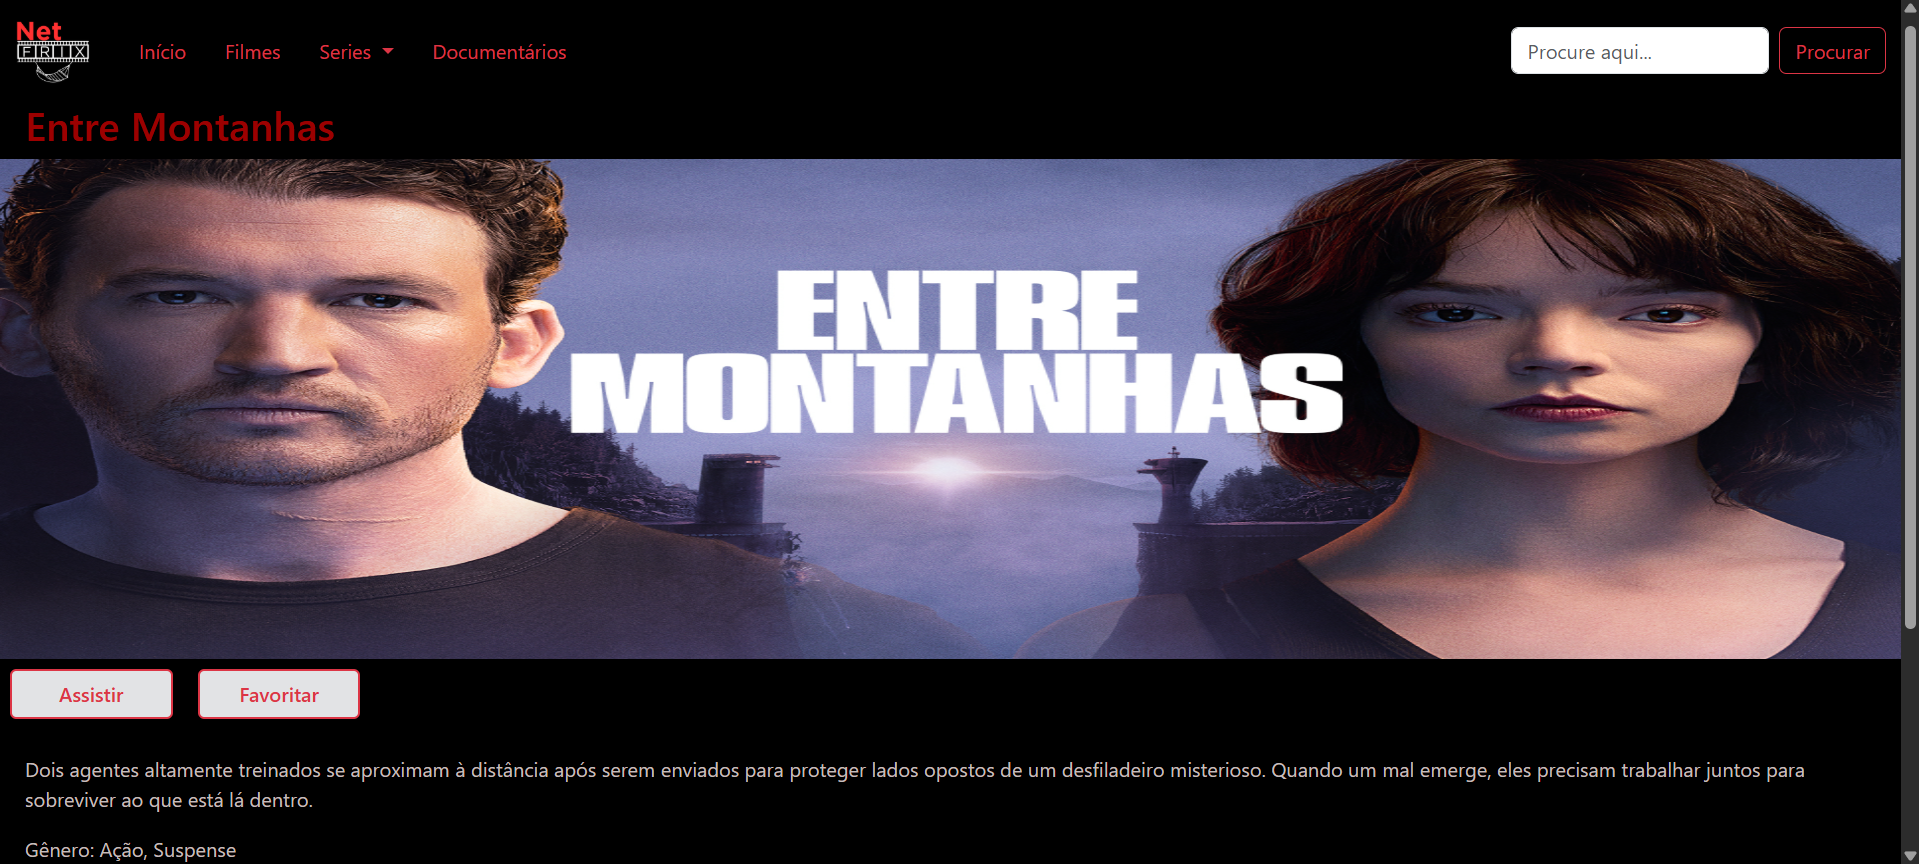 Net
FRLIX
Início Filmes Series Documentários Procure aqui... Procurar
Entre Montanhas
ENTRE
MONTANHAS
Assistir Favoritar
Dois agentes altamente treinados se aproximam à distância após serem enviados para proteger lados opostos de um desfiladeiro misterioso. Quando um mal emerge, eles precisam trabalhar juntos para
sobreviver ao que está lá dentro.
Gênero: Ação, Suspense